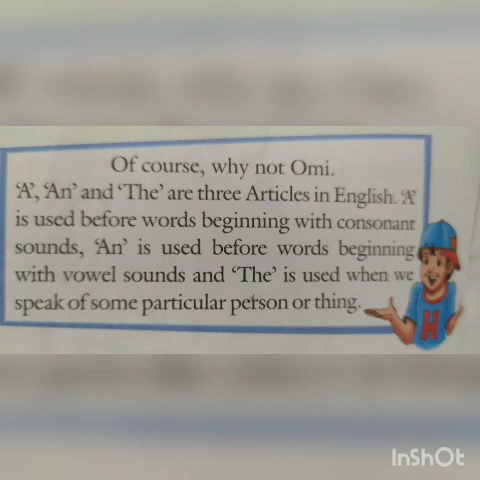 Of course, why not Omi.
'A', 'An' and 'The' are three Articles in English. 'A'
is used before words beginning with consonant
sounds, 'An' is used before words beginning
with vowel sounds and 'The' is used when we
speak of some particular person or thing.
H
InShOt